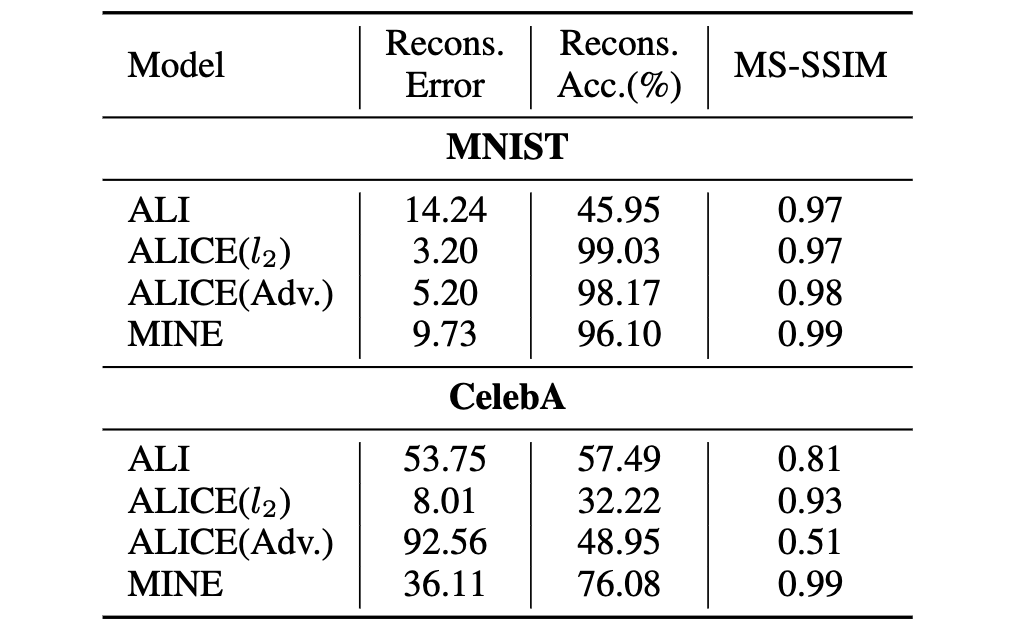 Model | Recons. Error | Recons. Acc.(%) | MS-SSIM
MNIST
ALI | 14.24 | 45.95 | 0.97
ALICE(l₂) | 3.20 | 99.03 | 0.97
ALICE(Adv.) | 5.20 | 98.17 | 0.98
MINE | 9.73 | 96.10 | 0.99
CelebA
ALI | 53.75 | 57.49 | 0.81
ALICE(l₂) | 8.01 | 32.22 | 0.93
ALICE(Adv.) | 92.56 | 48.95 | 0.51
MINE | 36.11 | 76.08 | 0.99